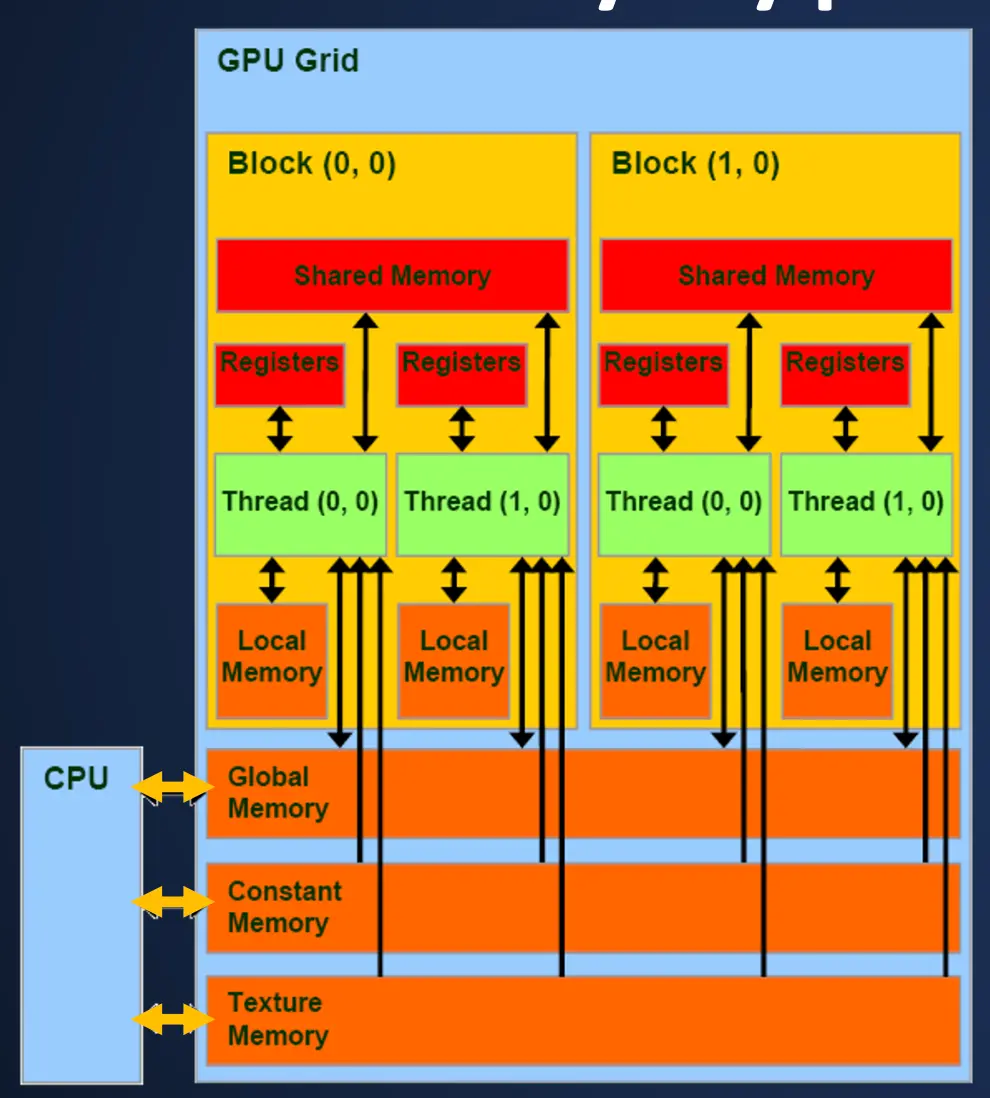 GPU Grid
Block (0, 0)
Block (1, 0)
Shared Memory
Shared Memory
Registers
Registers
Registers
Registers
Thread (0, 0)
Thread (1, 0)
Thread (0, 0)
Thread (1, 0)
Local
Memory
Local
Memory
Local
Memory
Local
Memory
CPU
Global
Memory
Constant
Memory
Texture
Memory